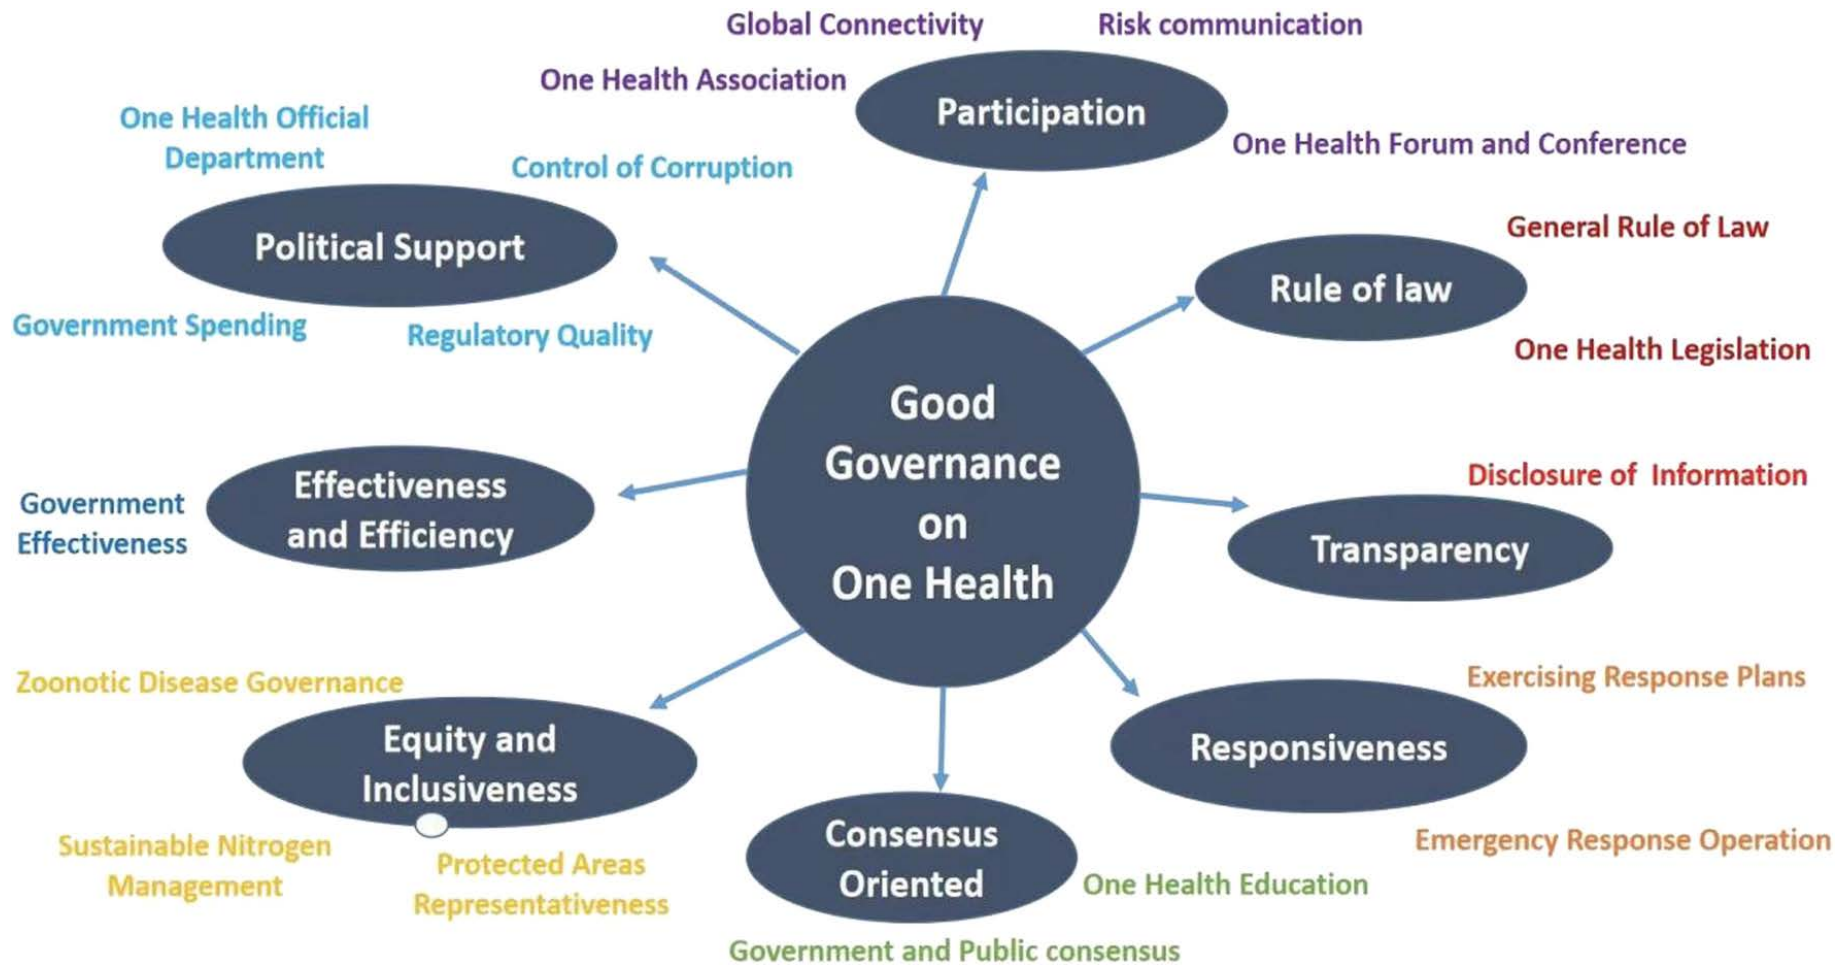 Global Connectivity
Risk communication
One Health Association
Participation
One Health Forum and Conference
One Health Official
Department
Control of Corruption
Political Support
Government Spending
Regulatory Quality
General Rule of Law
Rule of law
One Health Legislation
Good
Governance
on
One Health
Government
Effectiveness
Effectiveness
and Efficiency
Disclosure of  Information
Transparency
Zoonotic Disease Governance
Equity and
Inclusiveness
Sustainable Nitrogen
Management
Protected Areas
Representativeness
Exercising Response Plans
Responsiveness
Emergency Response Operation
Consensus
Oriented
One Health Education
Government and Public consensus